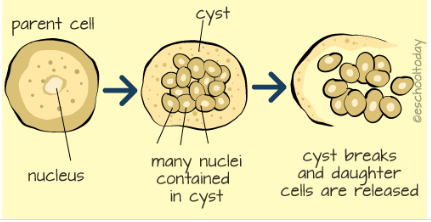 parent cell
cyst
nucleus
many nuclei
contained
in cyst
cyst breaks
and daughter
cells are released
©eschooltoday